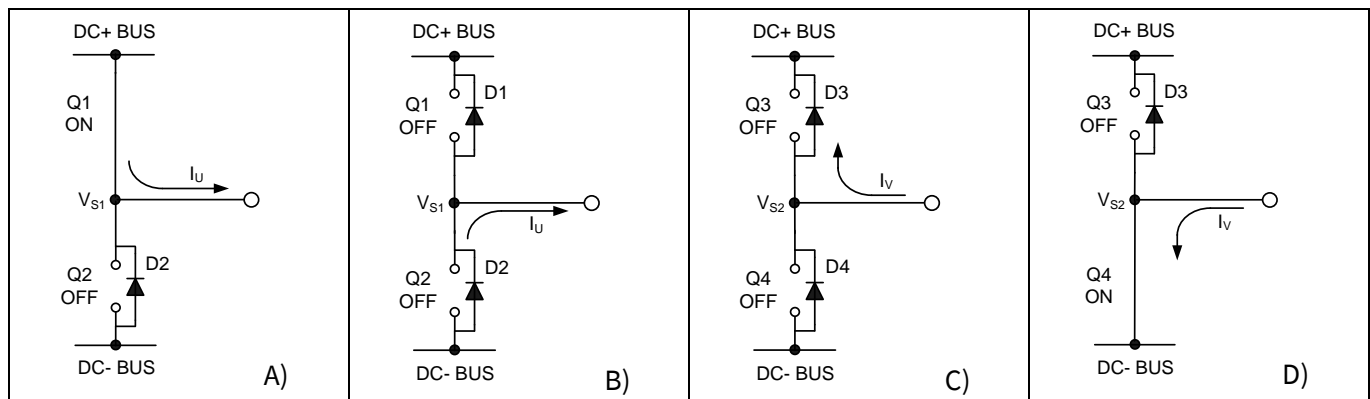 DC+ BUS
Q1
ON
V_S1
I_U
Q2
OFF
D2
DC- BUS
A)
DC+ BUS
Q1
OFF
D1
V_S1
I_U
Q2
OFF
D2
DC- BUS
B)
DC+ BUS
Q3
OFF
D3
I_V
V_S2
Q4
OFF
D4
DC- BUS
C)
DC+ BUS
Q3
OFF
D3
V_S2
I_V
Q4
ON
DC- BUS
D)